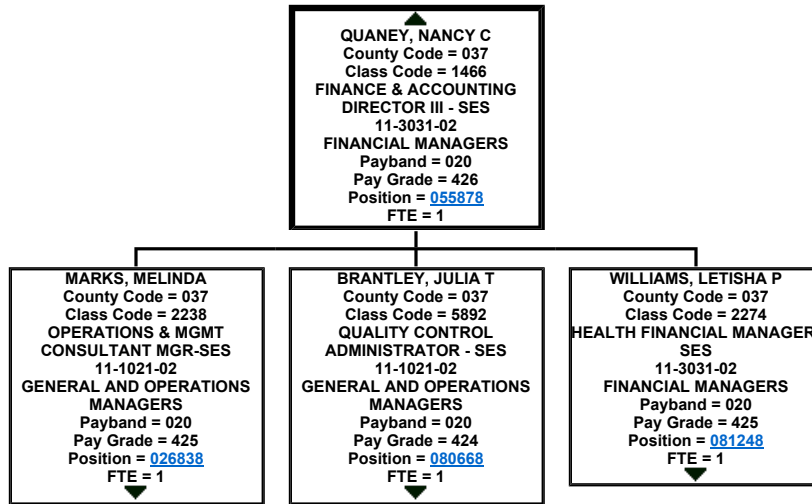 QUANEY, NANCY C
County Code = 037
Class Code = 1466
FINANCE & ACCOUNTING
DIRECTOR III - SES
11-3031-02
FINANCIAL MANAGERS
Payband = 020
Pay Grade = 426
Position = 055878
FTE = 1
MARKS, MELINDA
County Code = 037
Class Code = 2238
OPERATIONS & MGMT
CONSULTANT MGR-SES
11-1021-02
GENERAL AND OPERATIONS
MANAGERS
Payband = 020
Pay Grade = 425
Position = 026838
FTE = 1
BRANTLEY, JULIA T
County Code = 037
Class Code = 5892
QUALITY CONTROL
ADMINISTRATOR - SES
11-1021-02
GENERAL AND OPERATIONS
MANAGERS
Payband = 020
Pay Grade = 424
Position = 080668
FTE = 1
WILLIAMS, LETISHA P
County Code = 037
Class Code = 2274
HEALTH FINANCIAL MANAGER
SES
11-3031-02
FINANCIAL MANAGERS
Payband = 020
Pay Grade = 425
Position = 081248
FTE = 1